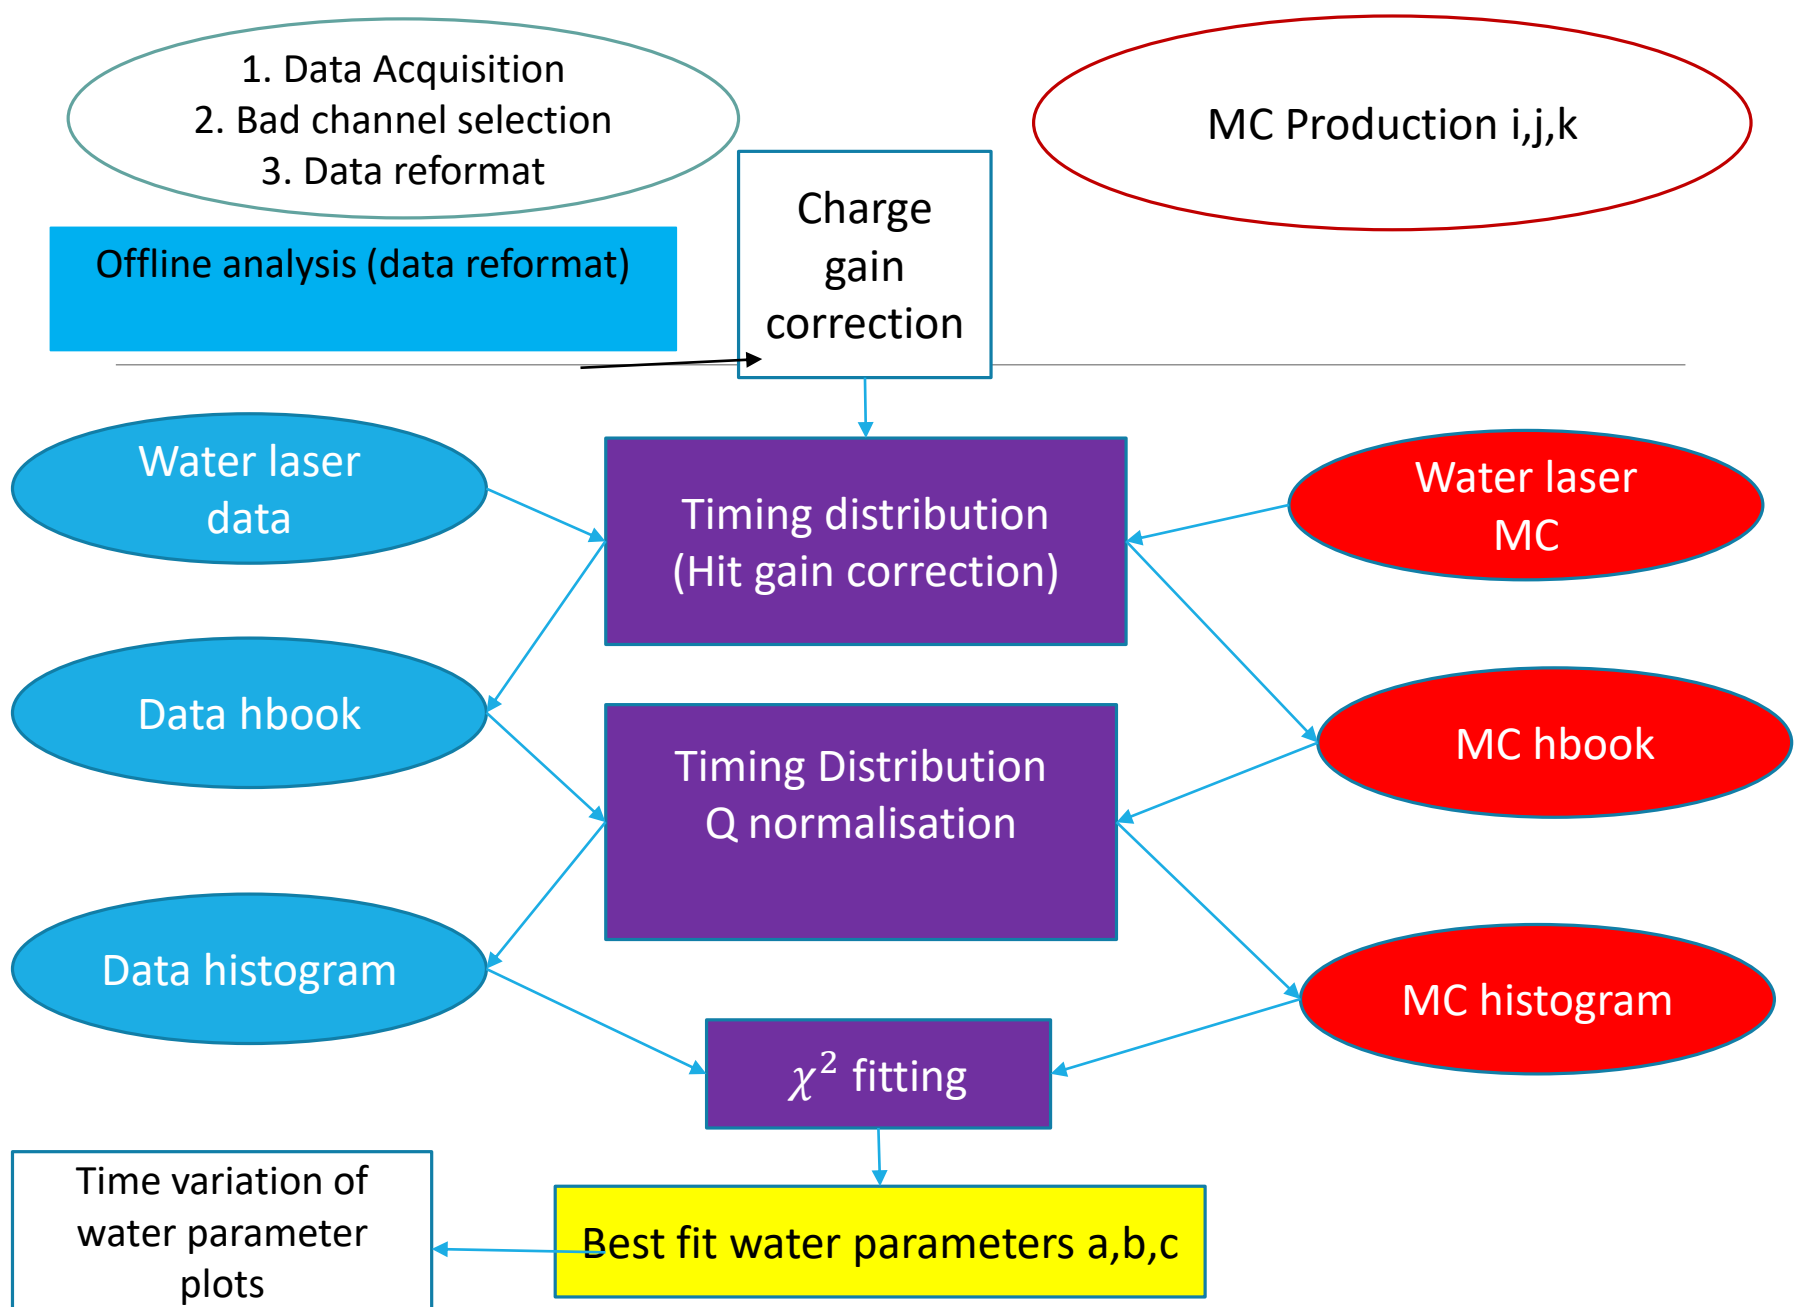 1. Data Acquisition
2. Bad channel selection
3. Data reformat
MC Production i,j,k
Charge
gain
correction
Offline analysis (data reformat)
Water laser
data
Timing distribution
(Hit gain correction)
Water laser
MC
Data hbook
Timing Distribution
Q normalisation
MC hbook
Data histogram
MC histogram
χ² fitting
Time variation of
water parameter
plots
Best fit water parameters a,b,c